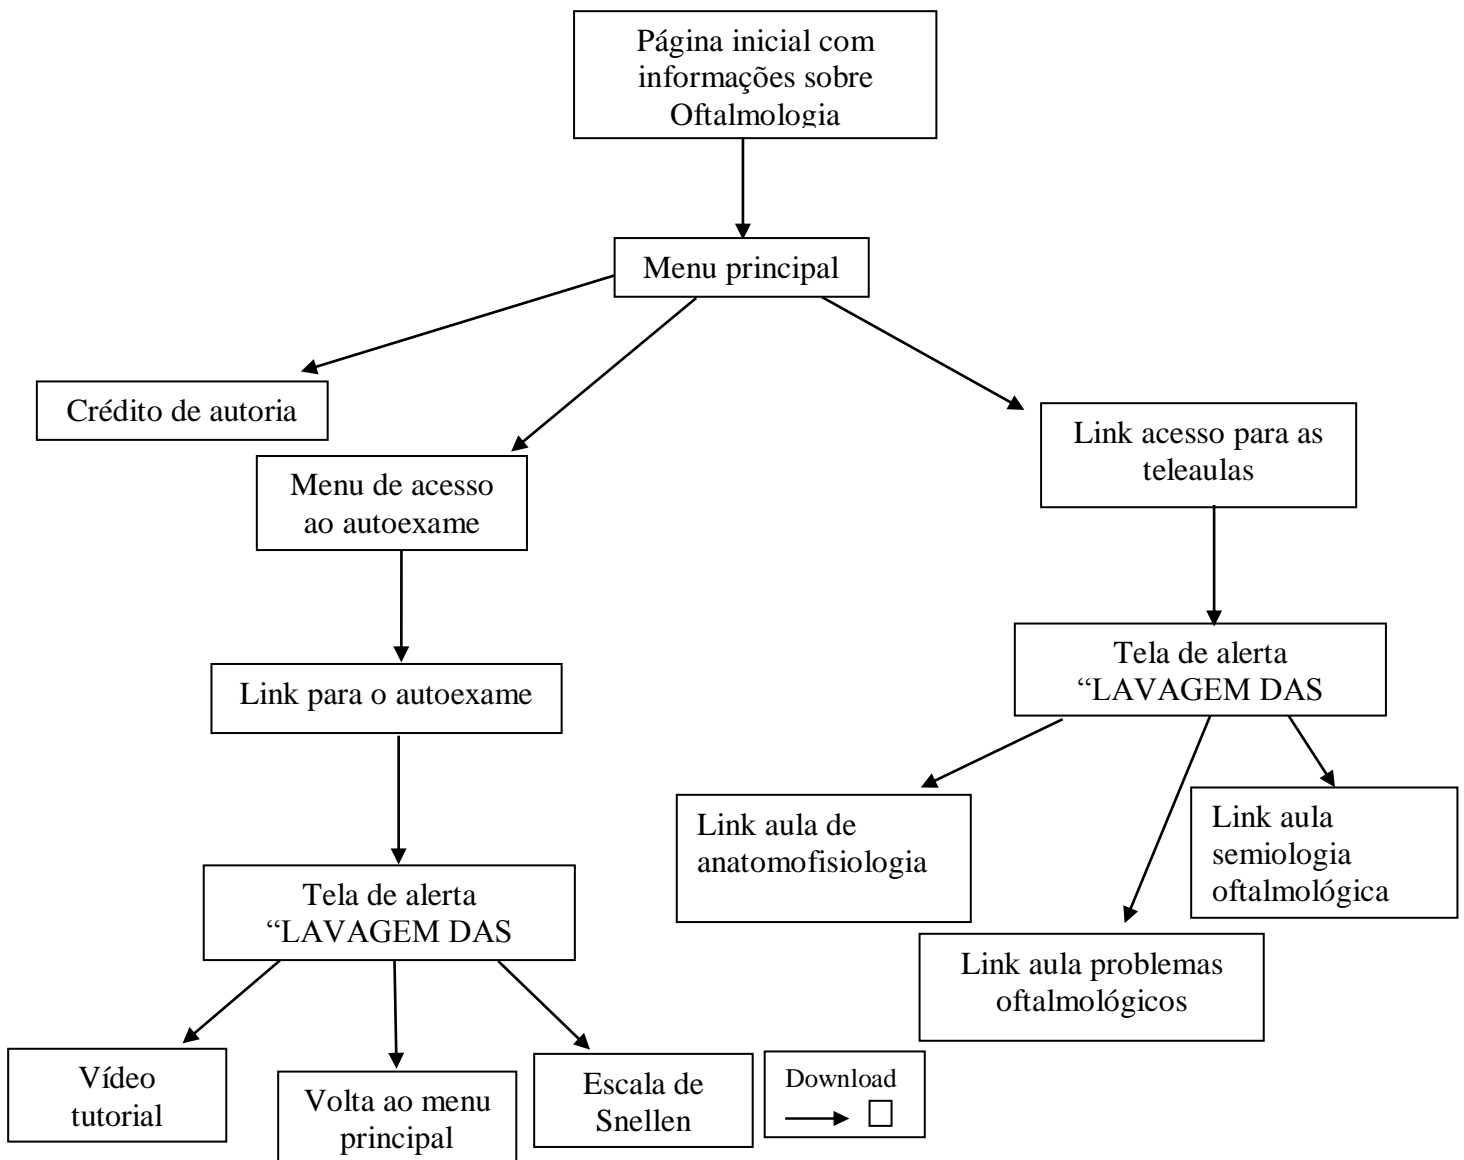 Página inicial com
informações sobre
Oftalmologia
Menu principal
Crédito de autoria
Menu de acesso
ao autoexame
Link acesso para as
teleaulas
Link para o autoexame
Tela de alerta
“LAVAGEM DAS
Link aula de
anatomofisiologia
Link aula
semiologia
oftalmológica
Tela de alerta
“LAVAGEM DAS
Link aula problemas
oftalmológicos
Vídeo
tutorial
Volta ao menu
principal
Escala de
Snellen
Download